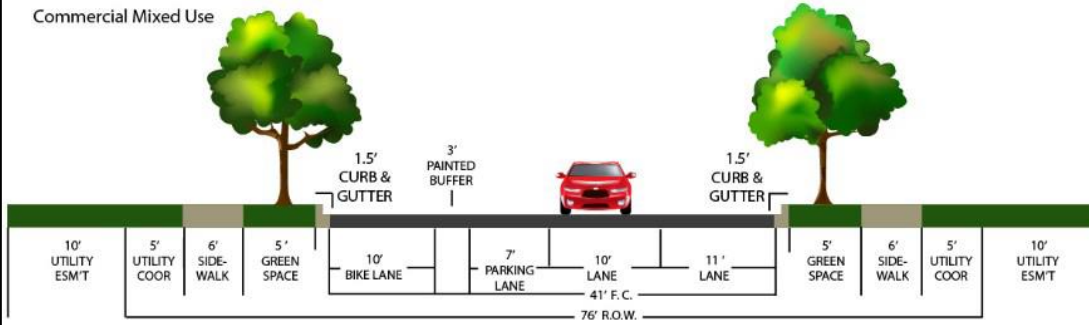 Commercial Mixed Use
1.5'
CURB &
GUTTER
3'
PAINTED
BUFFER
1.5'
CURB &
GUTTER
10'
UTILITY
ESM'T
5'
UTILITY
COOR
6'
SIDE-
WALK
5 '
GREEN
SPACE
10'
BIKE LANE
7'
PARKING
LANE
10'
LANE
11 '
LANE
5'
GREEN
SPACE
6'
SIDE-
WALK
5'
UTILITY
COOR
10'
UTILITY
ESM'T
41' F. C.
76' R.O.W.